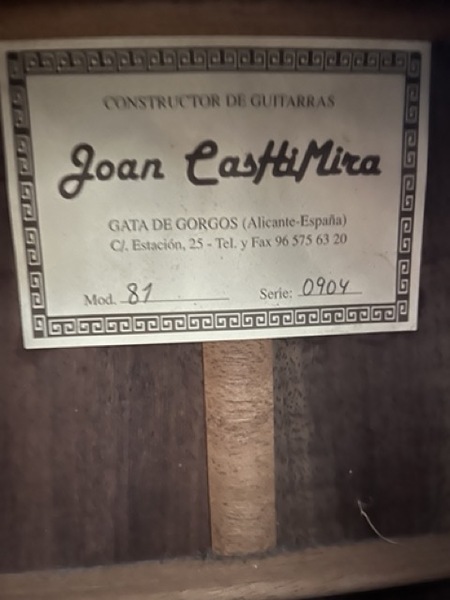 CONSTRUCTOR DE GUITARRAS
Joan CasHiMira
GATA DE GORGOS (Alicante-España)
C/. Estación, 25 - Tel. y Fax 96 575 63 20
Mod. 81 Serie: 0904